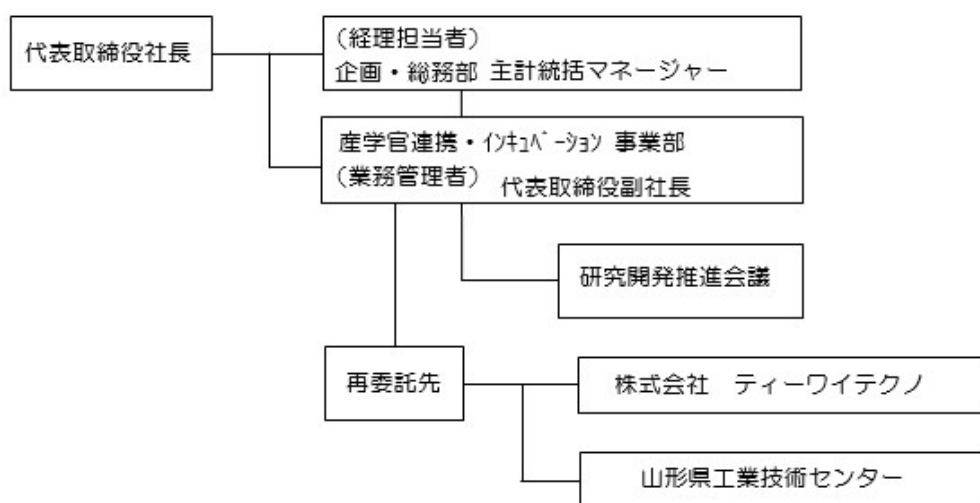 代表取締役社長
(経理担当者)
企画・総務部 主計統括マネージャー
産学官連携・ｲﾝｷｭﾍﾞｰｼｮﾝ 事業部
(業務管理者) 代表取締役副社長
研究開発推進会議
再委託先
株式会社　ティーワイテクノ
山形県工業技術センター